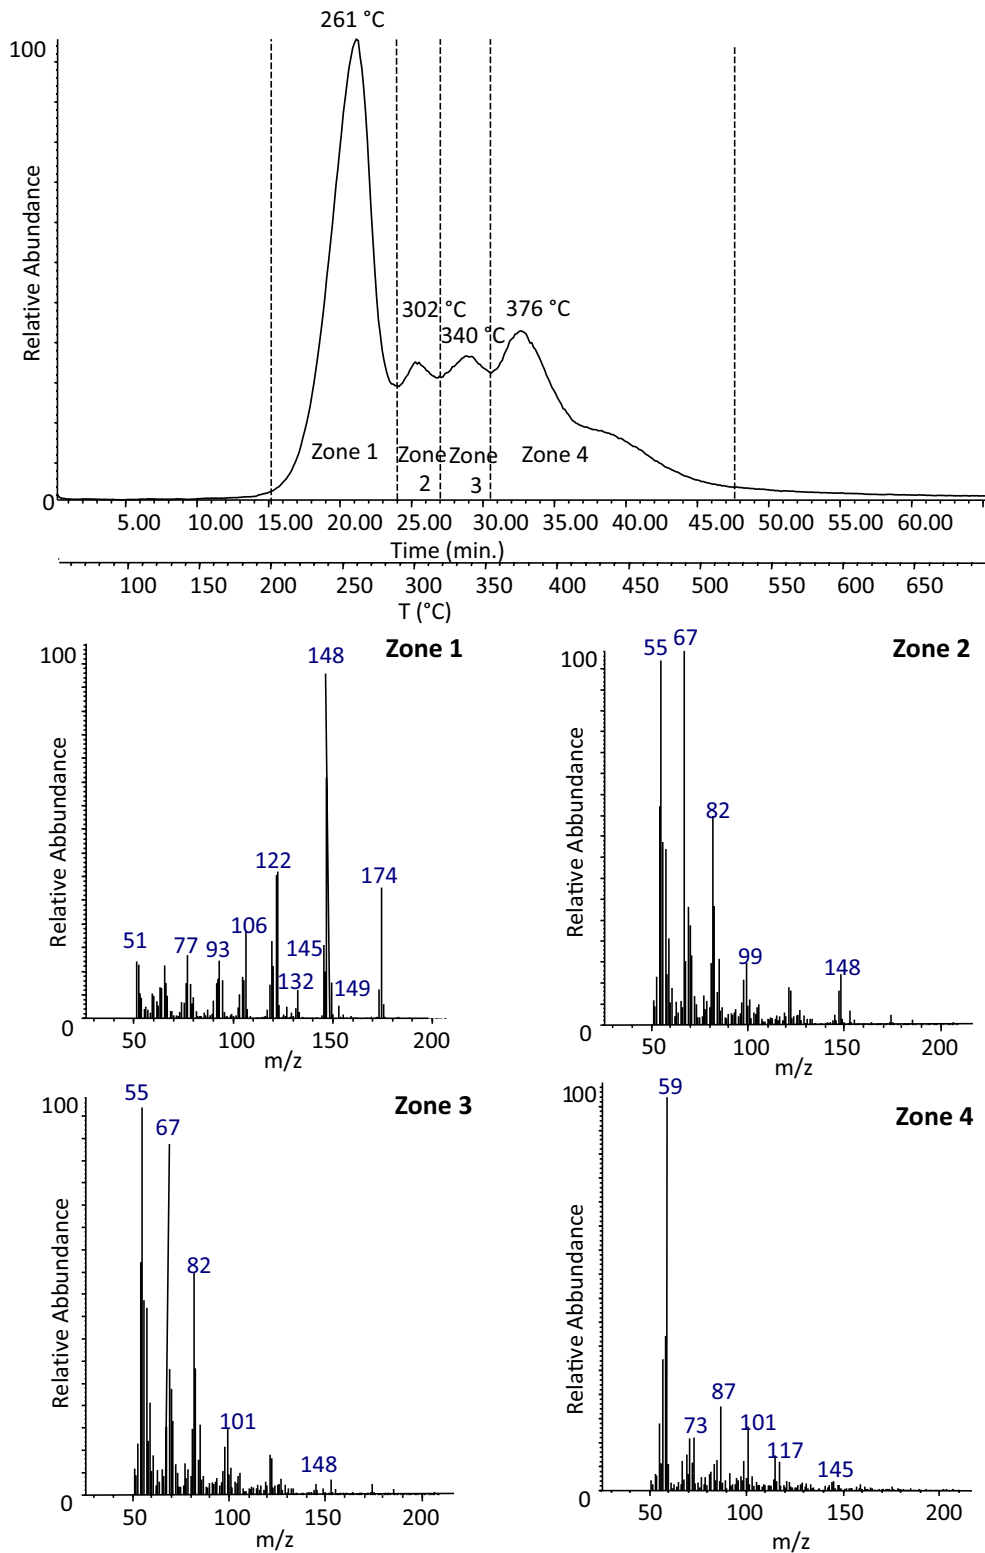 261 °C
100
302 °C
376 °C
340 °C
Relative Abundance
Zone 1
Zone 2
Zone 3
Zone 4
0
5.00 10.00 15.00 20.00 25.00 30.00 35.00 40.00 45.00 50.00 55.00 60.00
Time (min.)
100 150 200 250 300 350 400 450 500 550 600 650
T (°C)
Zone 1
100
148
122
174
106
51
77
93
145
132
149
0
Relative Abbundance
50 100 150 200
m/z
Zone 2
100
55
67
82
99
148
0
Relative Abbundance
50 100 150 200
m/z
Zone 3
100
55
67
82
101
148
0
Relative Abbundance
50 100 150 200
m/z
Zone 4
100
59
87
73
101
117
145
0
Relative Abbundance
50 100 150 200
m/z